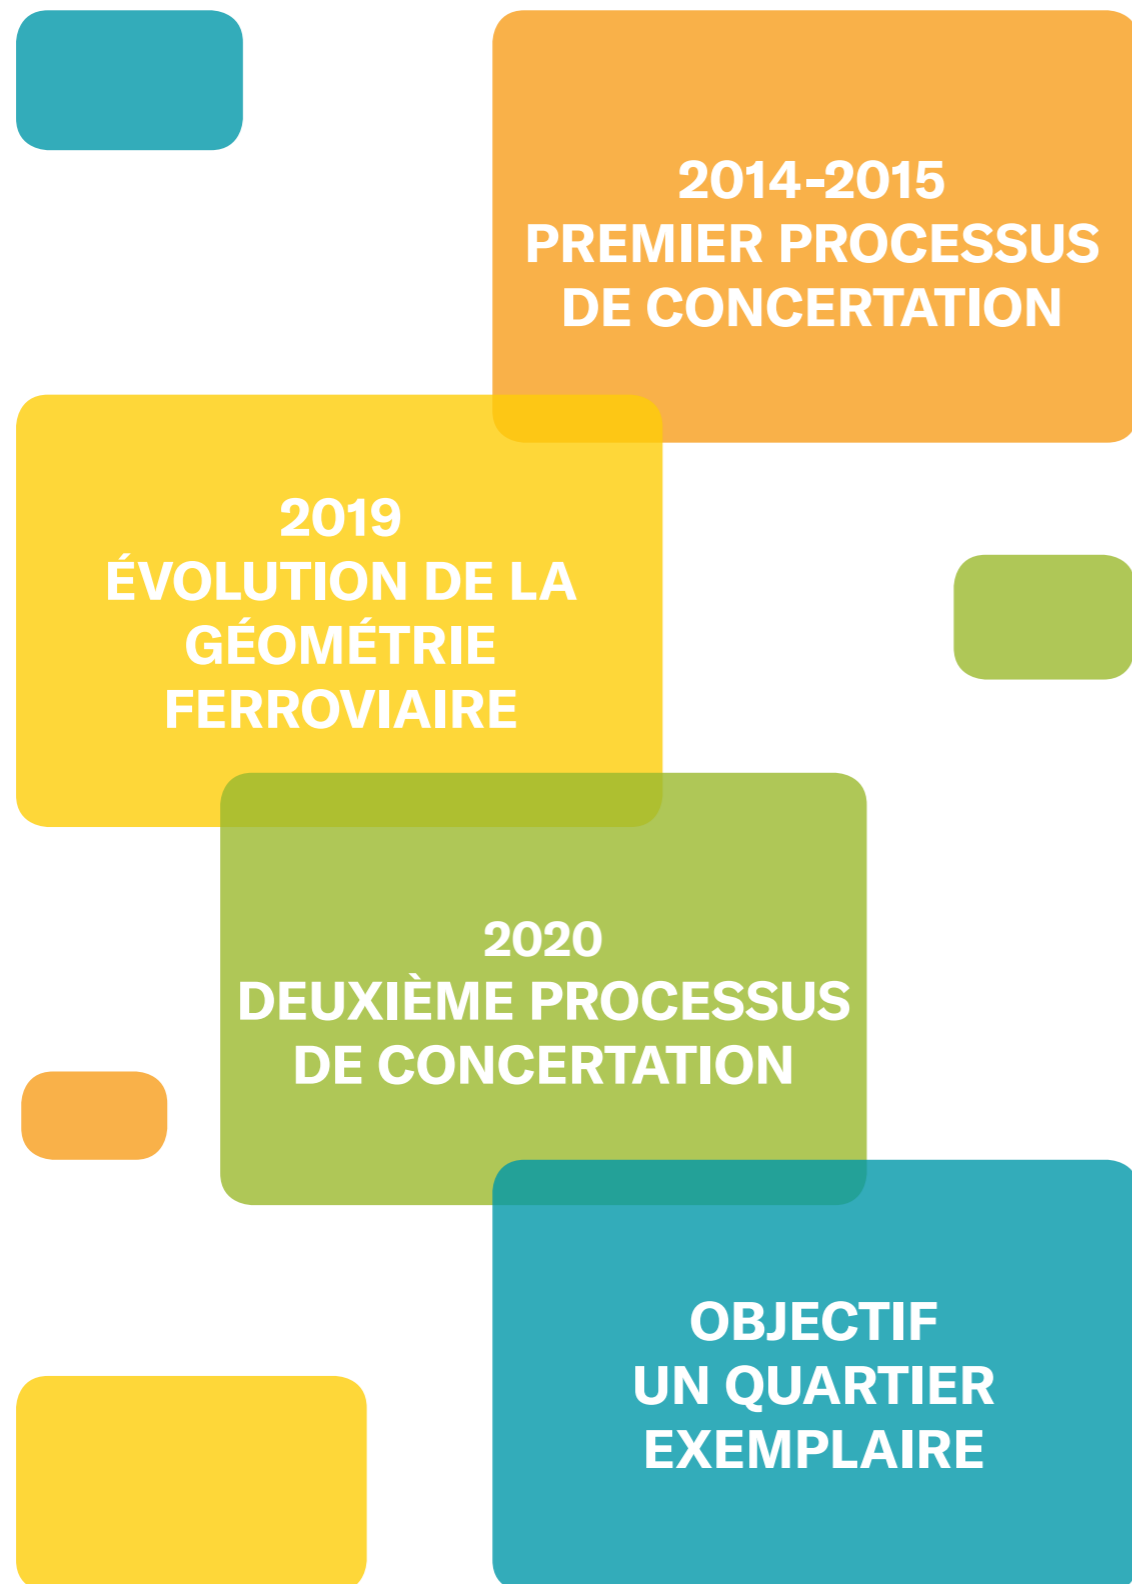 2014-2015
PREMIER PROCESSUS
DE CONCERTATION
2019
ÉVOLUTION DE LA
GÉOMÉTRIE
FERROVIAIRE
2020
DEUXIÈME PROCESSUS
DE CONCERTATION
OBJECTIF
UN QUARTIER
EXEMPLAIRE